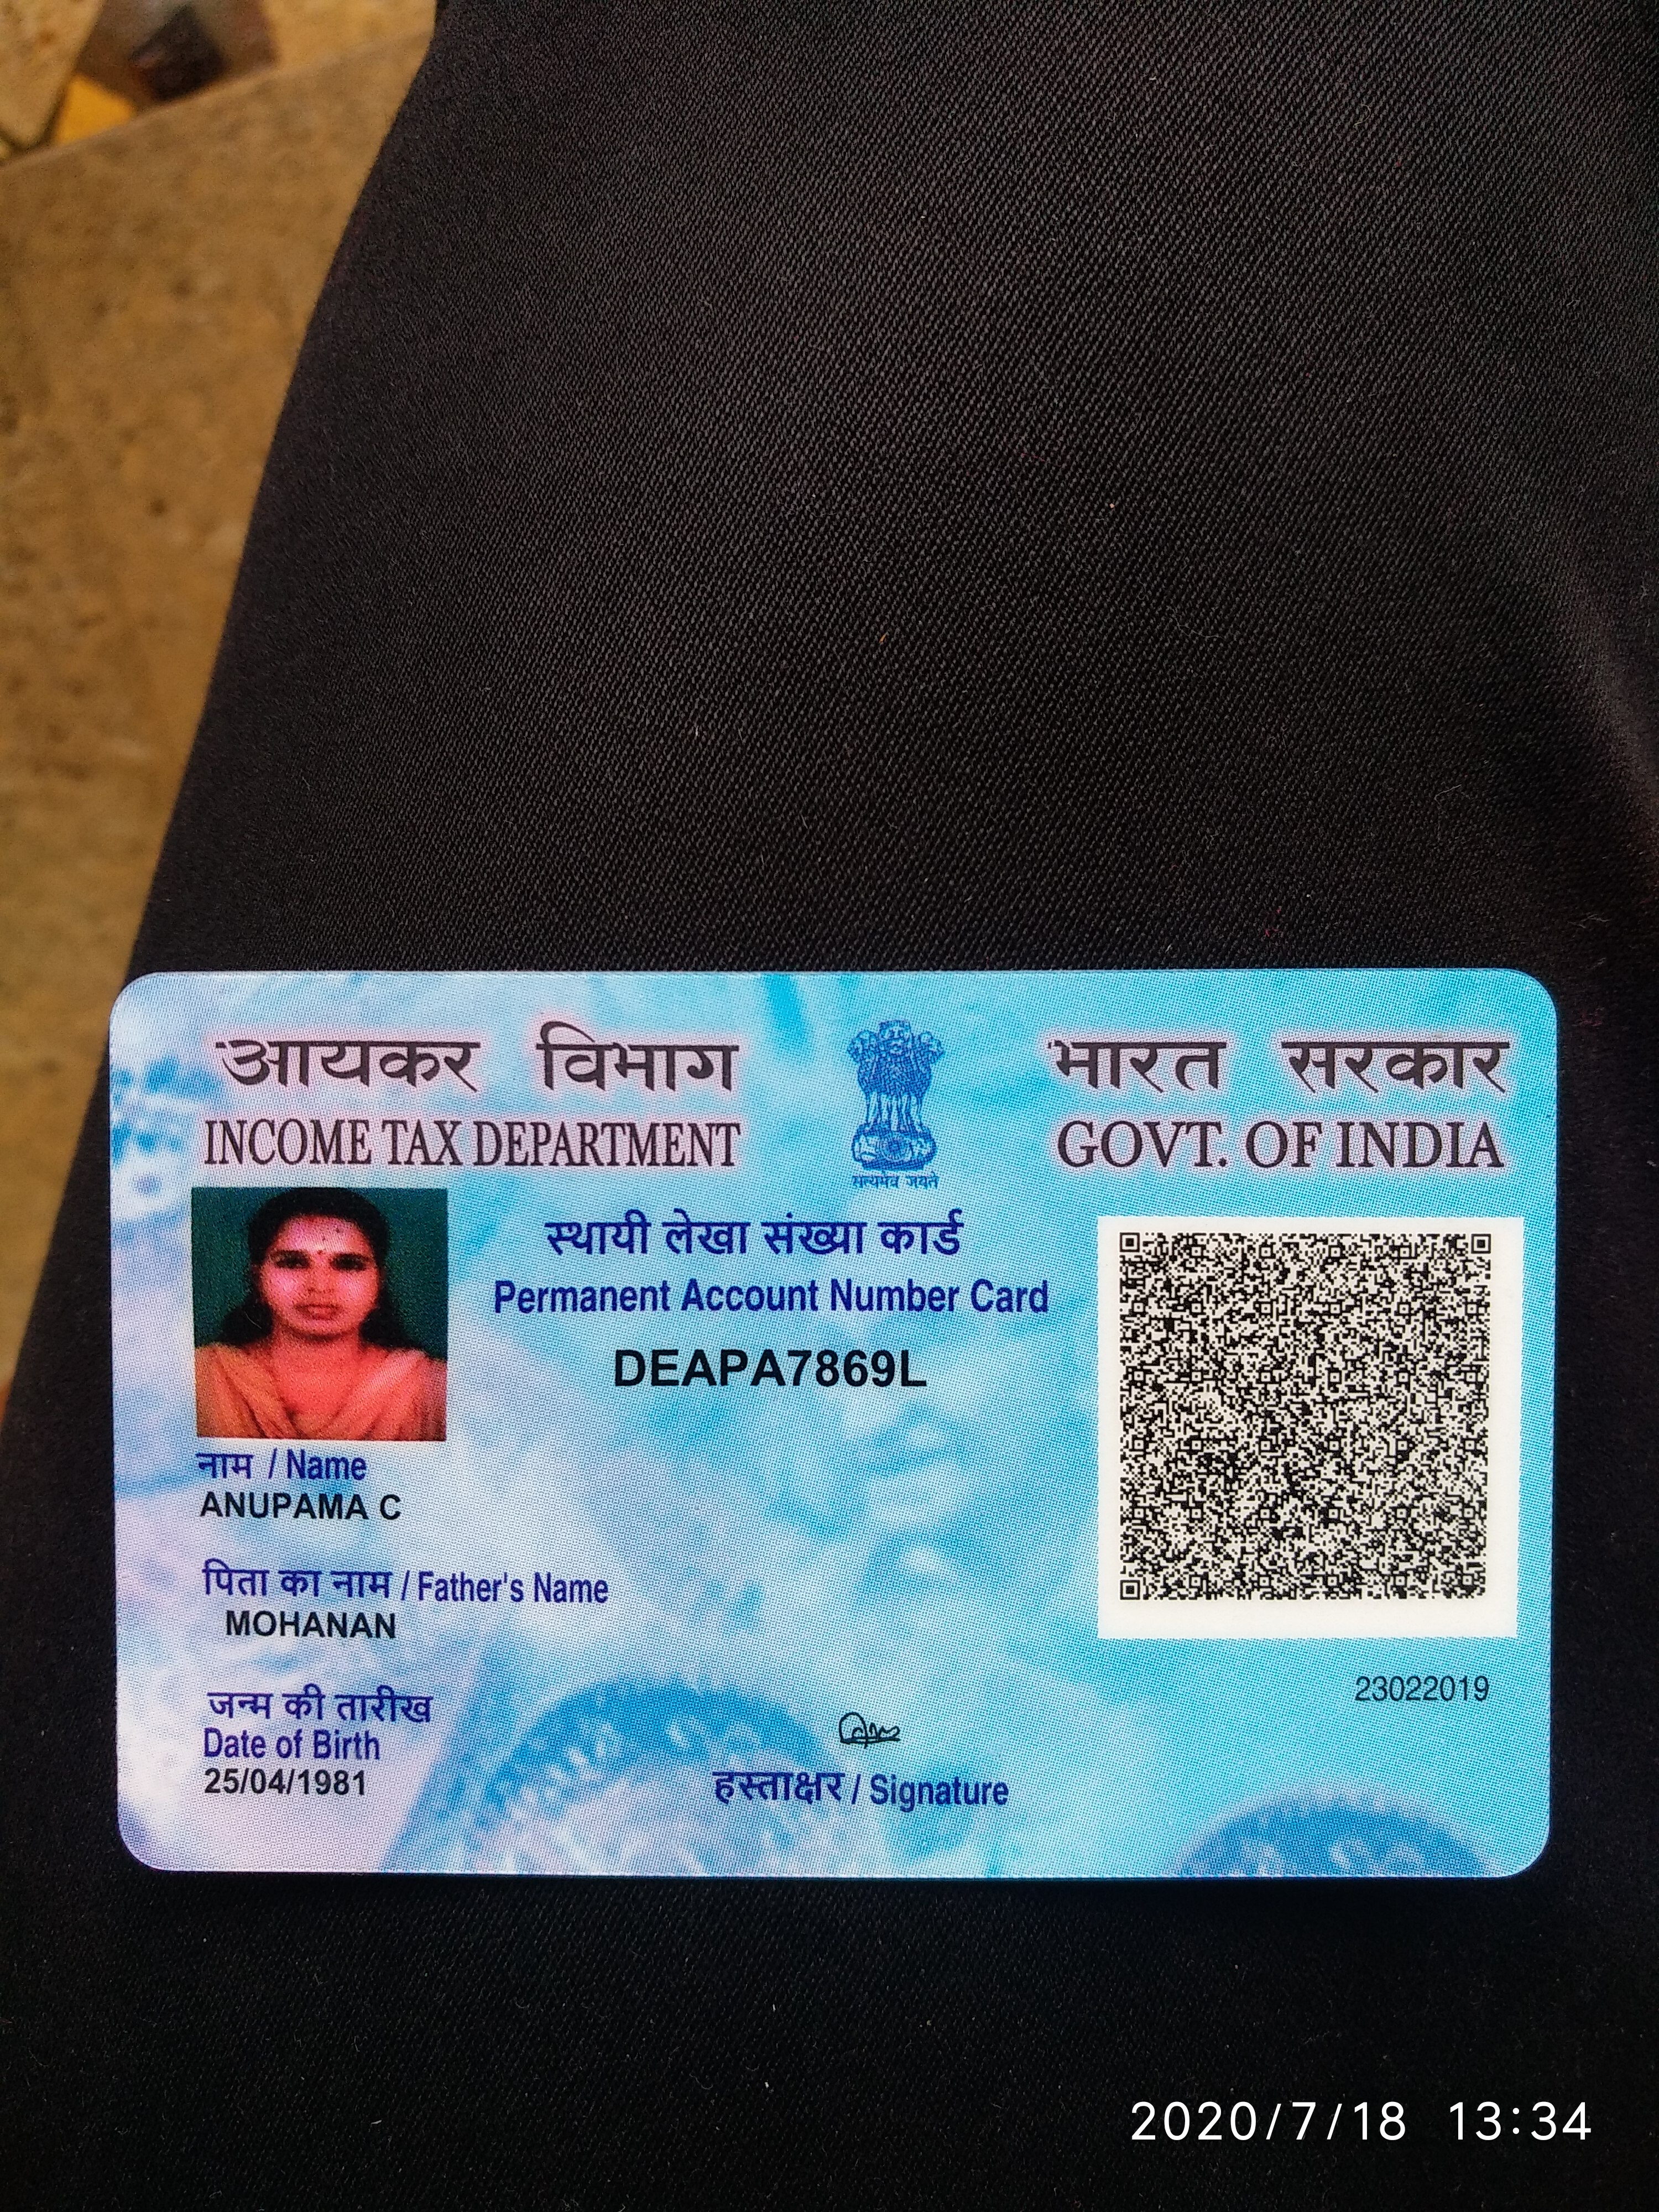 आयकर विभाग
INCOME TAX DEPARTMENT
सत्यमेव जयते
भारत सरकार
GOVT. OF INDIA
स्थायी लेखा संख्या कार्ड
Permanent Account Number Card
DEAPA7869L
नाम / Name
ANUPAMA C
पिता का नाम / Father's Name
MOHANAN
जन्म की तारीख
Date of Birth
25/04/1981
हस्ताक्षर / Signature
23022019
2020/7/18 13:34